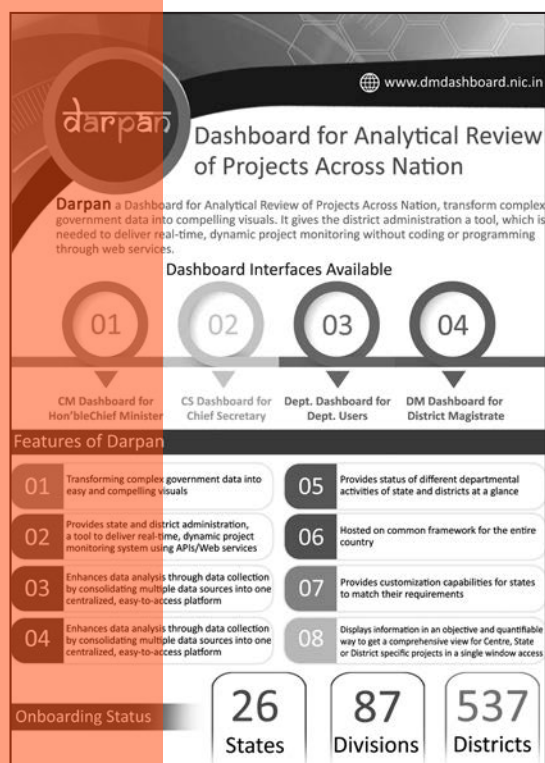 www.dmdashboard.nic.in
darpan
Dashboard for Analytical Review
of Projects Across Nation
Darpan a Dashboard for Analytical Review of Projects Across Nation, transform complex
government data into compelling visuals. It gives the district administration a tool, which is
needed to deliver real-time, dynamic project monitoring without coding or programming
through web services.
Dashboard Interfaces Available
01
02
03
04
CM Dashboard for
Hon'bleChief Minister
CS Dashboard for
Chief Secretary
Dept. Dashboard for
Dept. Users
DM Dashboard for
District Magistrate
Features of Darpan
01
Transforming complex government data into
easy and compelling visuals
02
Provides state and district administration,
a tool to deliver real-time, dynamic project
monitoring system using APIs/Web services
03
Enhances data analysis through data collection
by consolidating multiple data sources into one
centralized, easy-to-access platform
04
Enhances data analysis through data collection
by consolidating multiple data sources into one
centralized, easy-to-access platform
05
Provides status of different departmental
activities of state and districts at a glance
06
Hosted on common framework for the entire
country
07
Provides customization capabilities for states
to match their requirements
08
Displays information in an objective and quantifiable
way to get a comprehensive view for Centre, State
or District specific projects in a single window access
Onboarding Status
26
States
87
Divisions
537
Districts